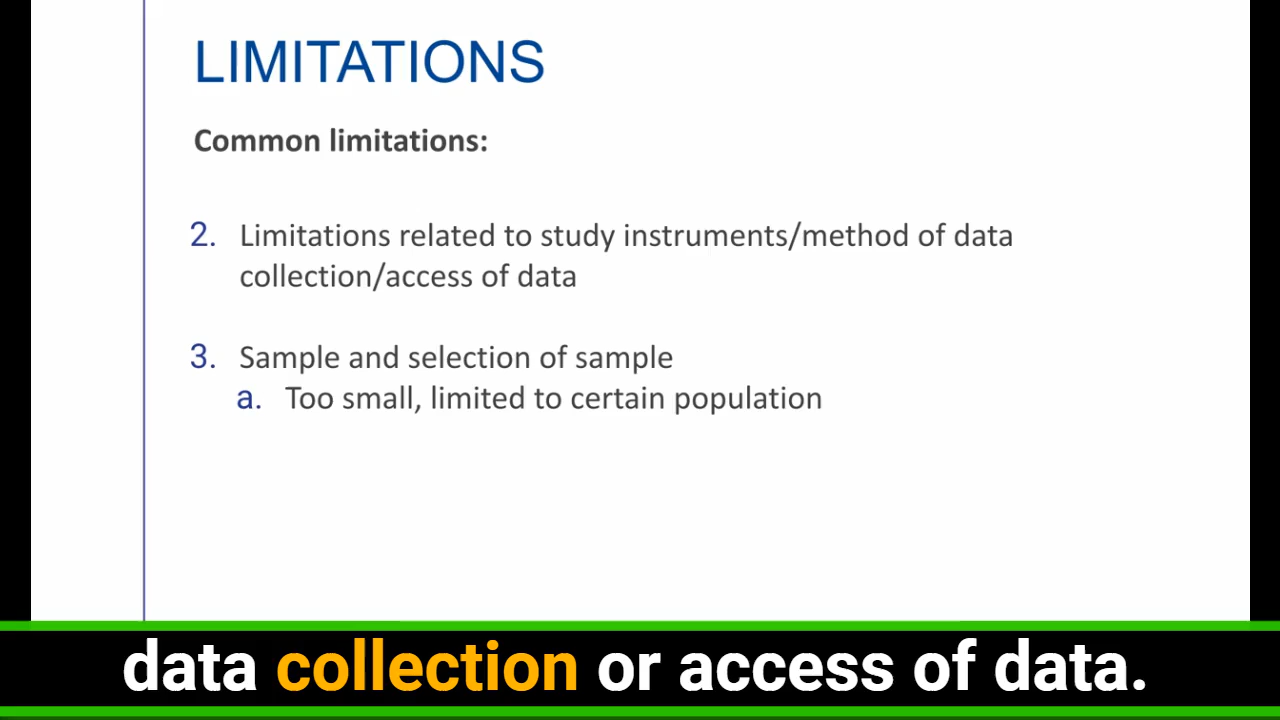 LIMITATIONS
Common limitations:
2. Limitations related to study instruments/method of data
collection/access of data
3. Sample and selection of sample
a. Too small, limited to certain population
data collection or access of data.